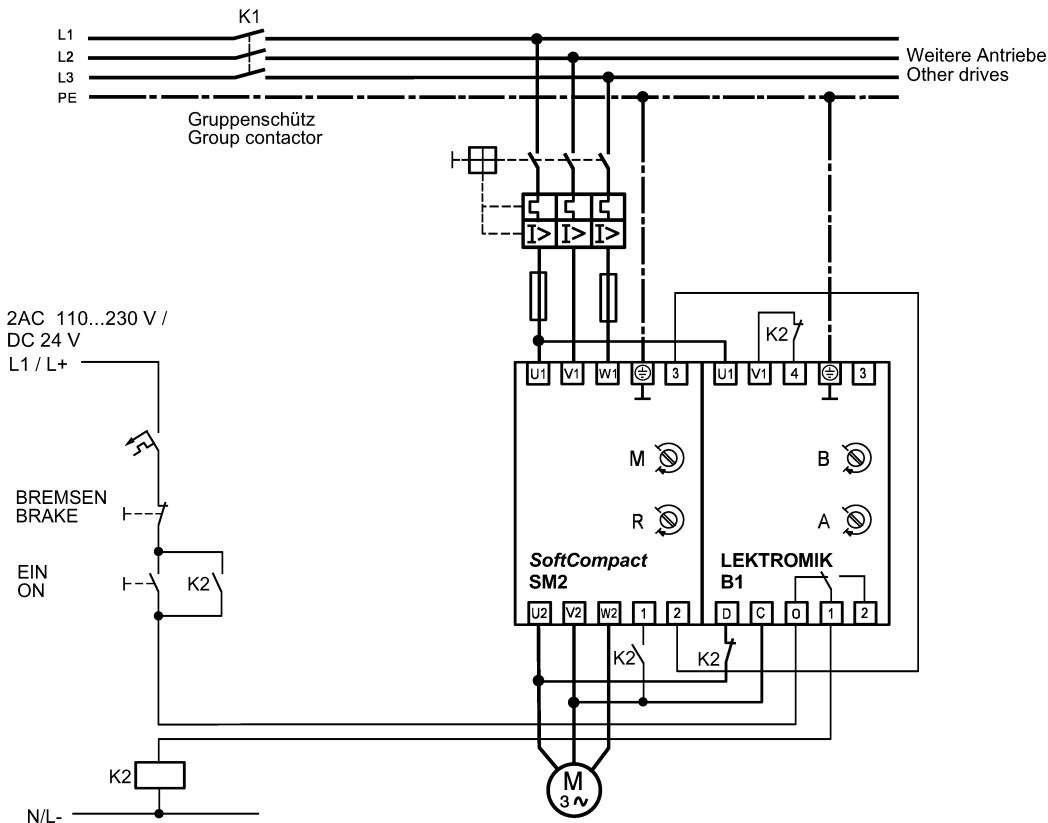 K1
L1
L2
L3
PE
Weitere Antriebe
Other drives
Gruppenschütz
Group contactor
I> I> I>
2AC 110...230 V /
DC 24 V
L1 / L+
K2
U1 V1 W1 3 U1 V1 4 3
M B
R A
BREMSEN
BRAKE
EIN
ON
K2
SoftCompact
SM2
LEKTROMIK
B1
U2 V2 W2 1 2 D C 0 1 2
K2 K2
K2
M
3 ~
N/L-